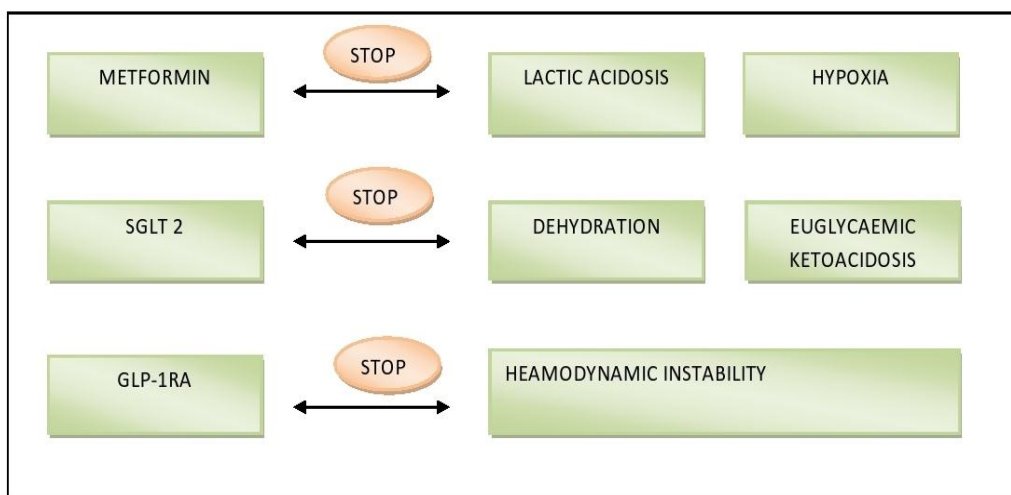 STOP
METFORMIN
LACTIC ACIDOSIS
HYPOXIA
STOP
SGLT 2
DEHYDRATION
EUGLYCAEMIC
KETOACIDOSIS
STOP
GLP-1RA
HEAMODYNAMIC INSTABILITY